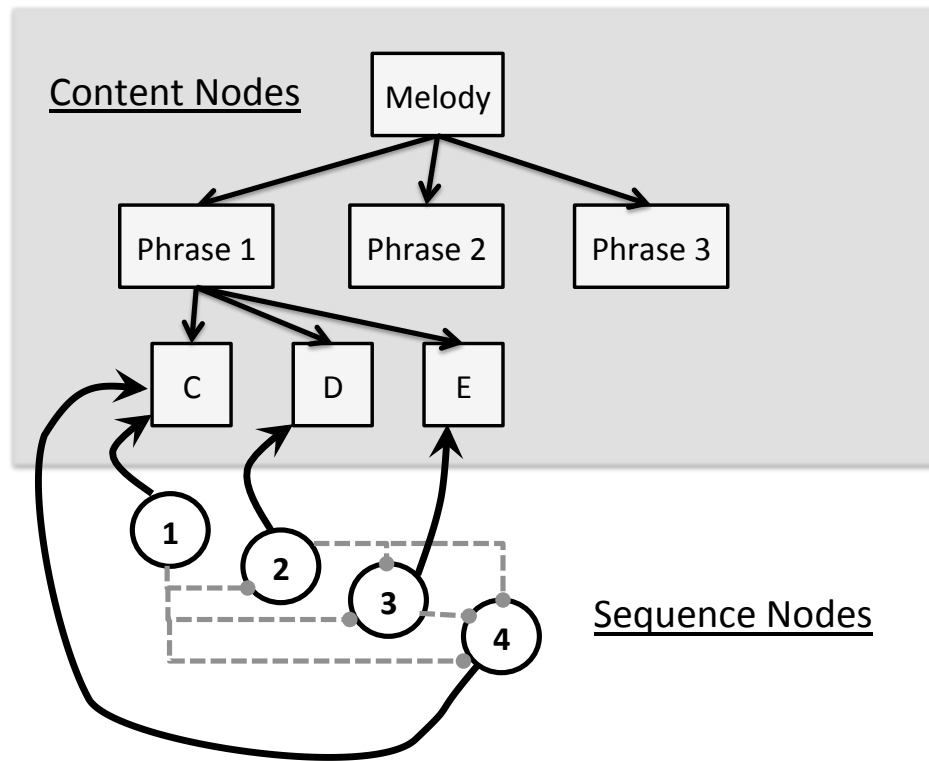 Content Nodes
Melody
Phrase 1
Phrase 2
Phrase 3
C
D
E
1
2
3
4
Sequence Nodes